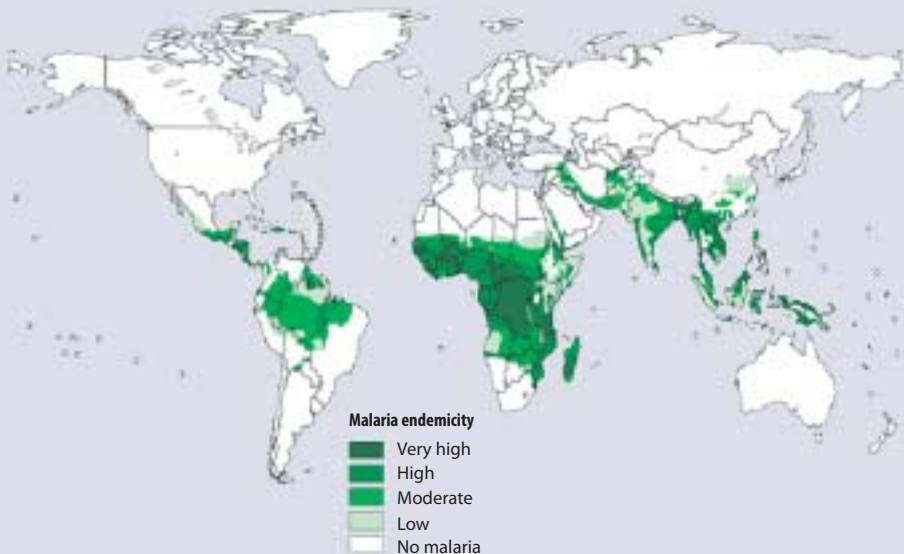 Malaria endemicity
Very high
High
Moderate
Low
No malaria